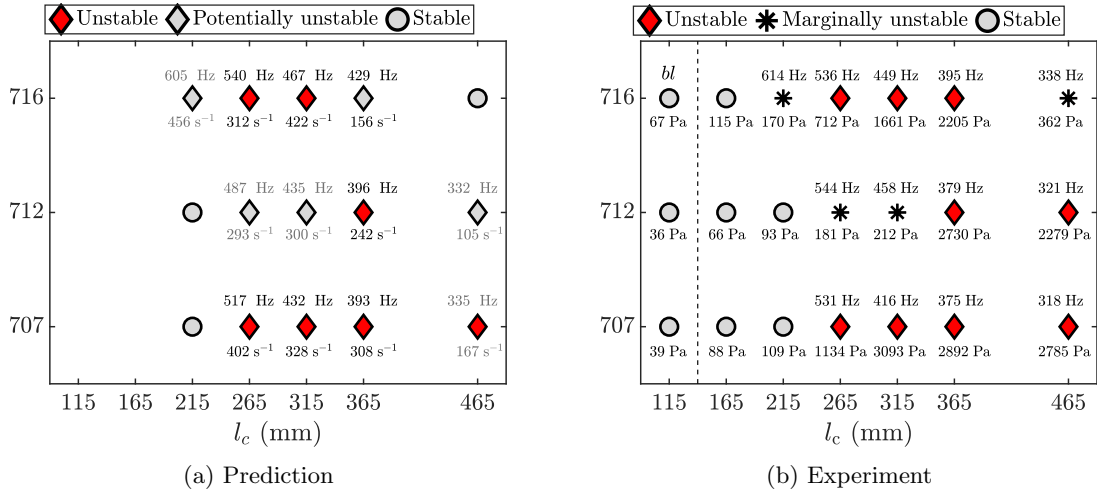 Unstable Potentially unstable Stable
716
605 Hz 540 Hz 467 Hz 429 Hz
456 s⁻¹ 312 s⁻¹ 422 s⁻¹ 156 s⁻¹
712
487 Hz 435 Hz 396 Hz 332 Hz
293 s⁻¹ 300 s⁻¹ 242 s⁻¹ 105 s⁻¹
707
517 Hz 432 Hz 393 Hz 335 Hz
402 s⁻¹ 328 s⁻¹ 308 s⁻¹ 167 s⁻¹
115 165 215 265 315 365 465
l_c (mm)
(a) Prediction
Unstable Marginally unstable Stable
716
bl 614 Hz 536 Hz 449 Hz 395 Hz 338 Hz
67 Pa 115 Pa 170 Pa 712 Pa 1661 Pa 2205 Pa 362 Pa
712
544 Hz 458 Hz 379 Hz 321 Hz
36 Pa 66 Pa 93 Pa 181 Pa 212 Pa 2730 Pa 2279 Pa
707
531 Hz 416 Hz 375 Hz 318 Hz
39 Pa 88 Pa 109 Pa 1134 Pa 3093 Pa 2892 Pa 2785 Pa
115 165 215 265 315 365 465
l_c (mm)
(b) Experiment